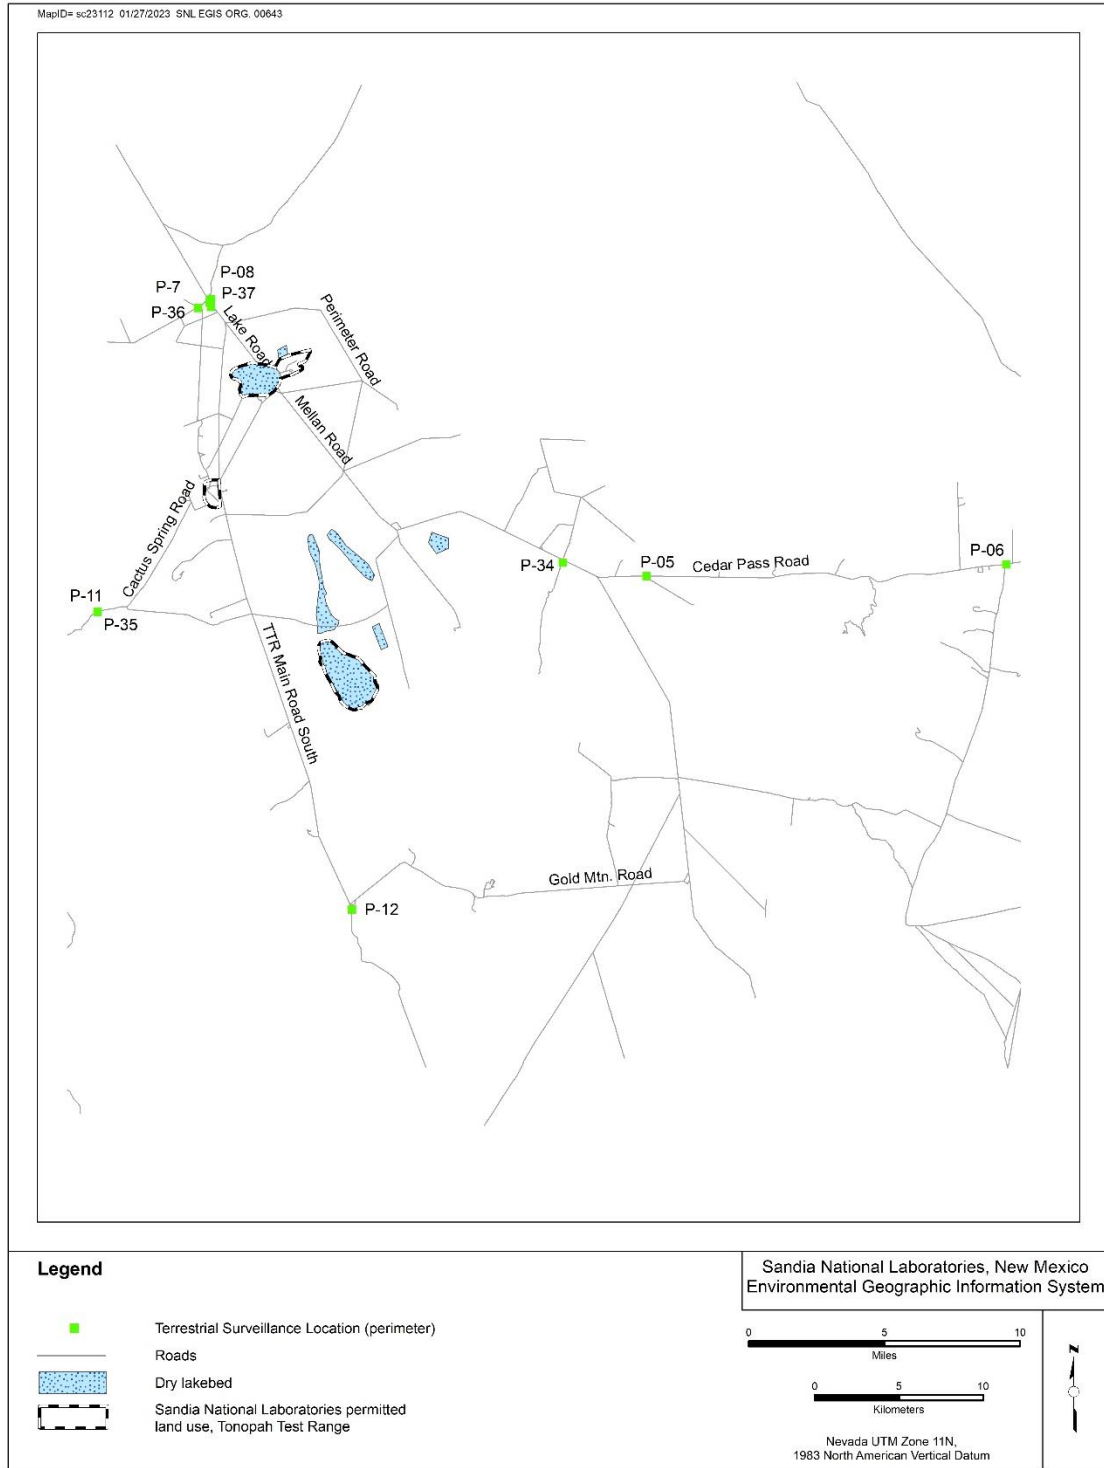 MapID= sc23112 01/27/2023 SNL EGIS ORG. 00643
P-08
P-7
P-37
P-36
Lake Road
Perimeter Road
Mellan Road
Cactus Spring Road
P-34
P-05
Cedar Pass Road
P-06
P-11
P-35
TTR Main Road South
Gold Mtn. Road
P-12
Legend
Terrestrial Surveillance Location (perimeter)
Roads
Dry lakebed
Sandia National Laboratories permitted
land use, Tonopah Test Range
Sandia National Laboratories, New Mexico
Environmental Geographic Information System
0 5 10
Miles
0 5 10
Kilometers
Nevada UTM Zone 11N,
1983 North American Vertical Datum
N